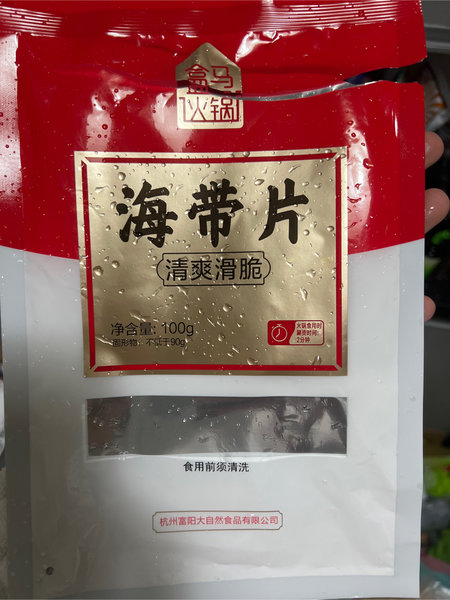 盒马
火锅
海带片
清爽滑脆
净含量: 100g
固形物: 不低于90g
火锅食用时
涮煮时间:
2分钟
食用前须清洗
杭州富阳大自然食品有限公司